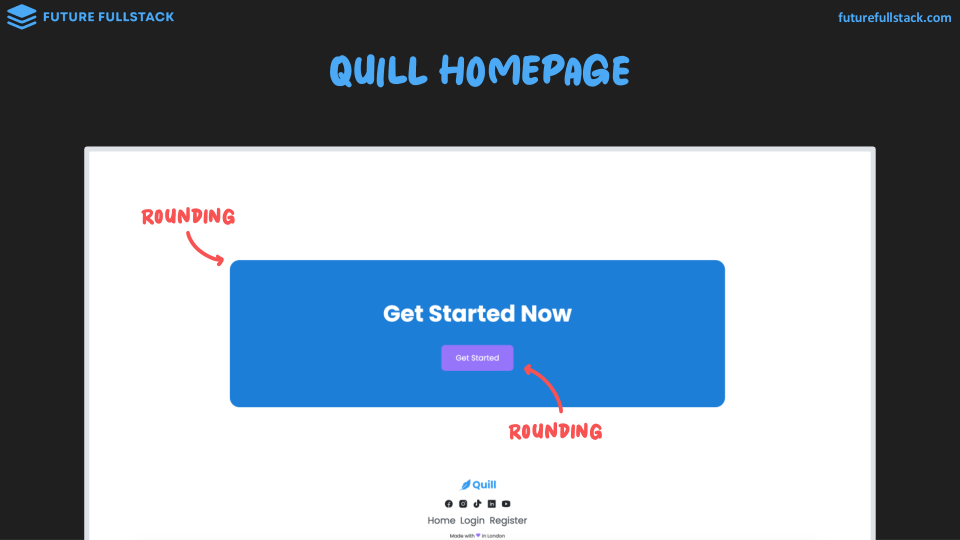 FUTURE FULLSTACK
futurefullstack.com
QUILL HOMEPAGE
ROUNDING
Get Started Now
Get Started
ROUNDING
Quill
Home Login Register
Made with 💜 in London